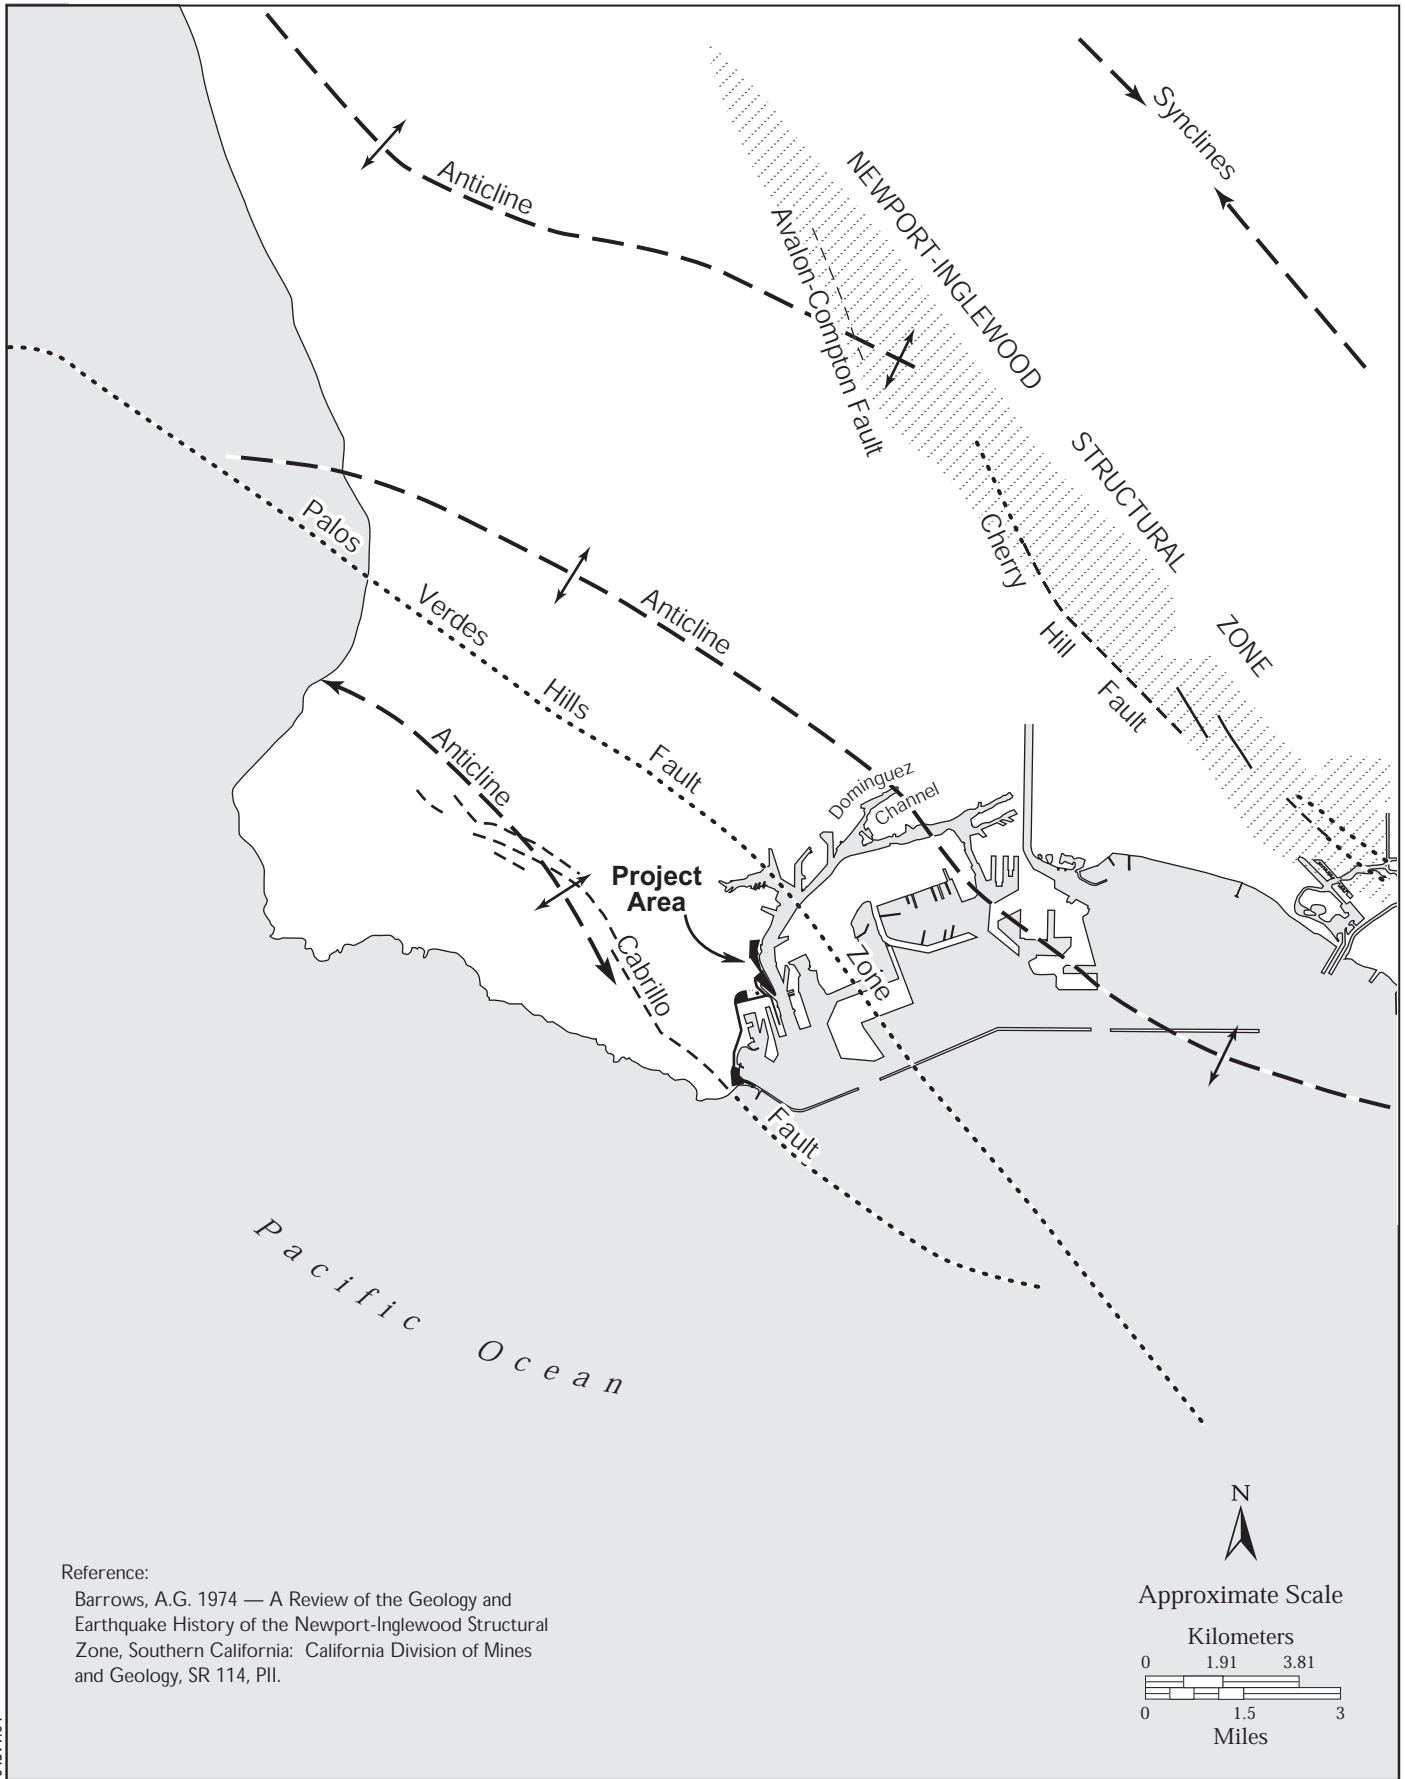 Synclines
NEWPORT-INGLEWOOD
STRUCTURAL
ZONE
Anticline
Avalon-Compton Fault
Cherry
Hill
Fault
Palos
Verdes
Hills
Fault
Zone
Anticline
Anticline
Dominguez
Channel
Project
Area
Cabrillo
Fault
Pacific Ocean
N
Approximate Scale
Kilometers
0 1.91 3.81
0 1.5 3
Miles
Reference:
Barrows, A.G. 1974 — A Review of the Geology and
Earthquake History of the Newport-Inglewood Structural
Zone, Southern California: California Division of Mines
and Geology, SR 114, PII.